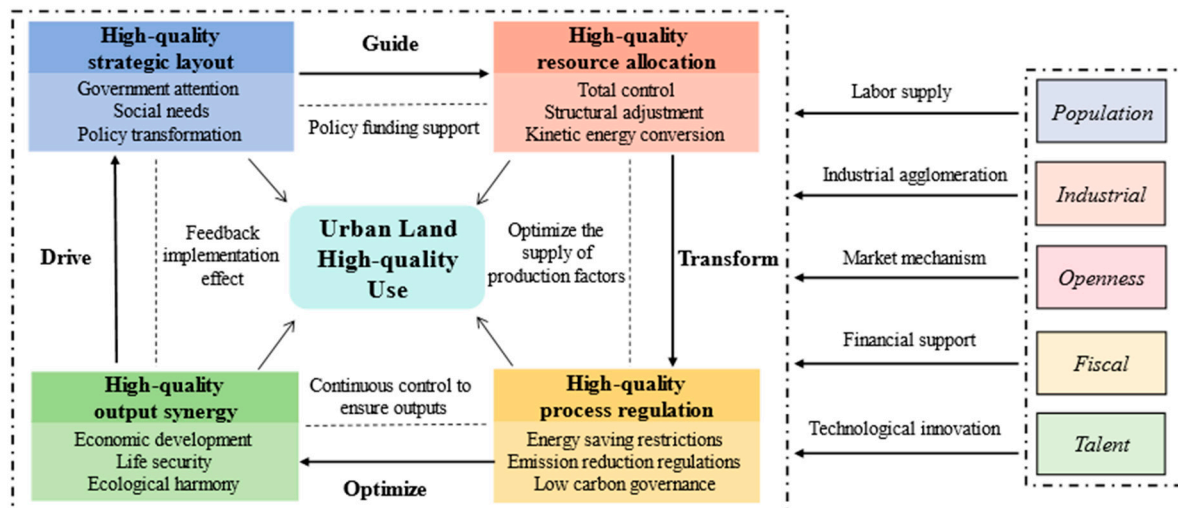 High-quality
strategic layout
Government attention
Social needs
Policy transformation
Guide
Policy funding support
High-quality
resource allocation
Total control
Structural adjustment
Kinetic energy conversion
Drive
Feedback
implementation
effect
Urban Land
High-quality
Use
Optimize the
supply of
production factors
Transform
High-quality
output synergy
Economic development
Life security
Ecological harmony
Continuous control to
ensure outputs
Optimize
High-quality
process regulation
Energy saving restrictions
Emission reduction regulations
Low carbon governance
Labor supply
Population
Industrial agglomeration
Industrial
Market mechanism
Openness
Financial support
Fiscal
Technological innovation
Talent